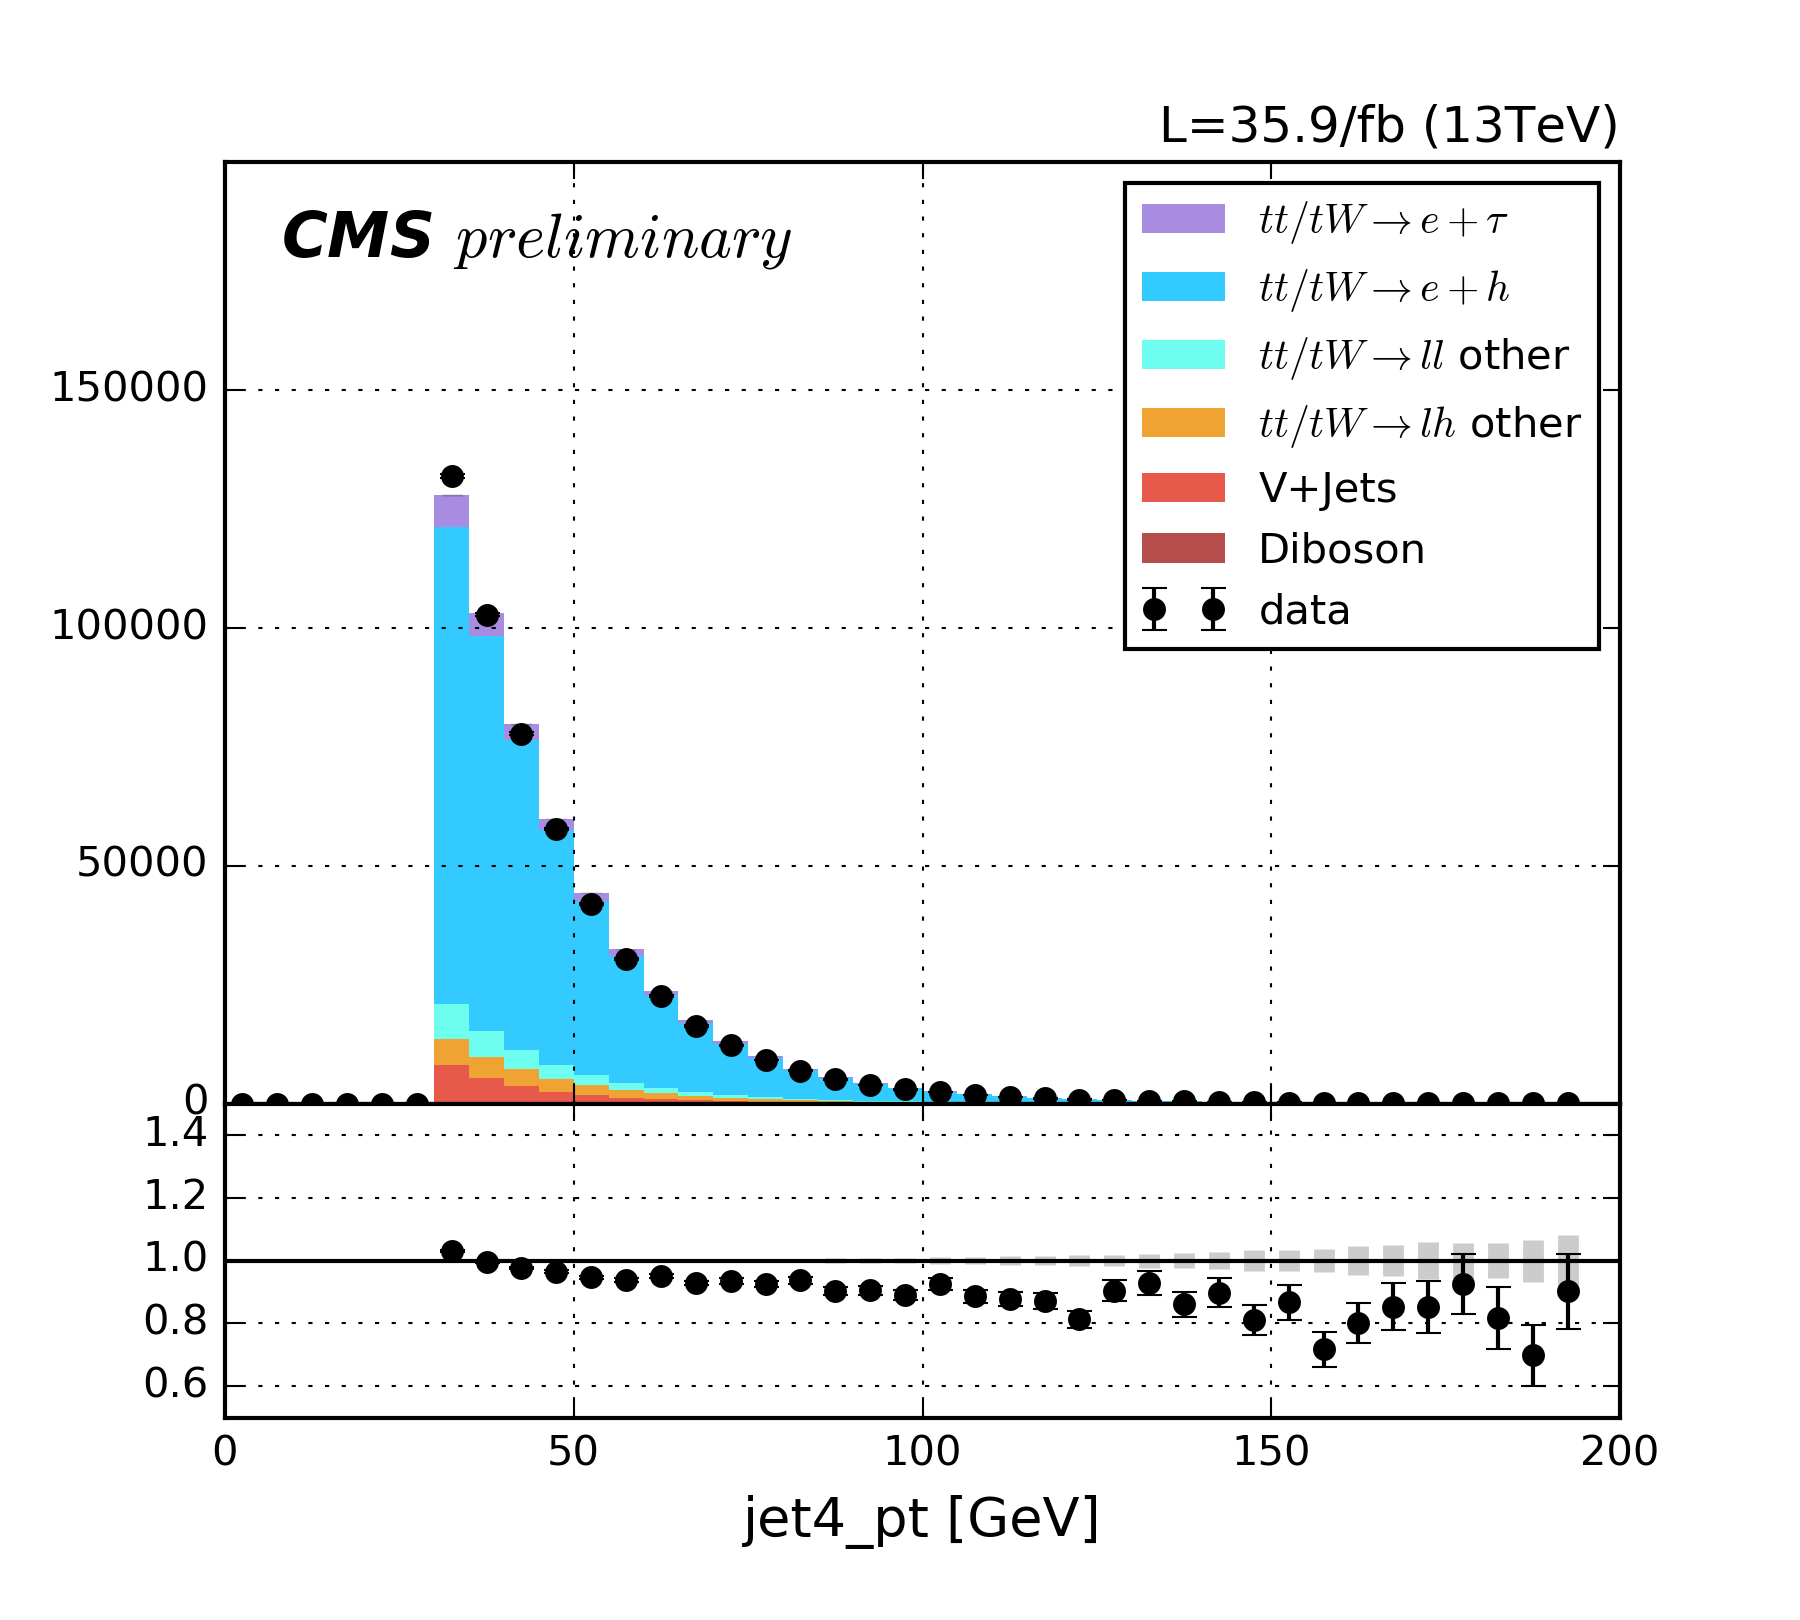 L=35.9/fb (13TeV)
CMS preliminary
tt/tW→e+τ
tt/tW→e+h
tt/tW→ll other
tt/tW→lh other
V+Jets
Diboson
data
150000
100000
50000
0
1.4
1.2
1.0
0.8
0.6
0 50 100 150 200
jet4_pt [GeV]